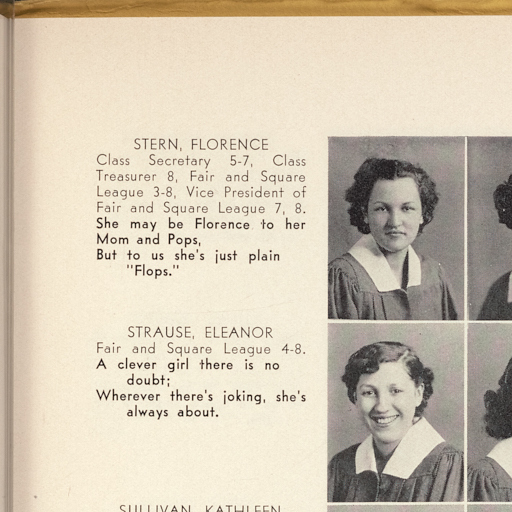 STERN, FLORENCE
Class Secretary 5-7, Class
Treasurer 8, Fair and Square
League 3-8, Vice President of
Fair and Square League 7, 8.
She may be Florence to her
Mom and Pops,
But to us she's just plain
"Flops."
STRAUSE, ELEANOR
Fair and Square League 4-8.
A clever girl there is no
doubt;
Wherever there's joking, she's
always about.
SULLIVAN, KATHLEEN